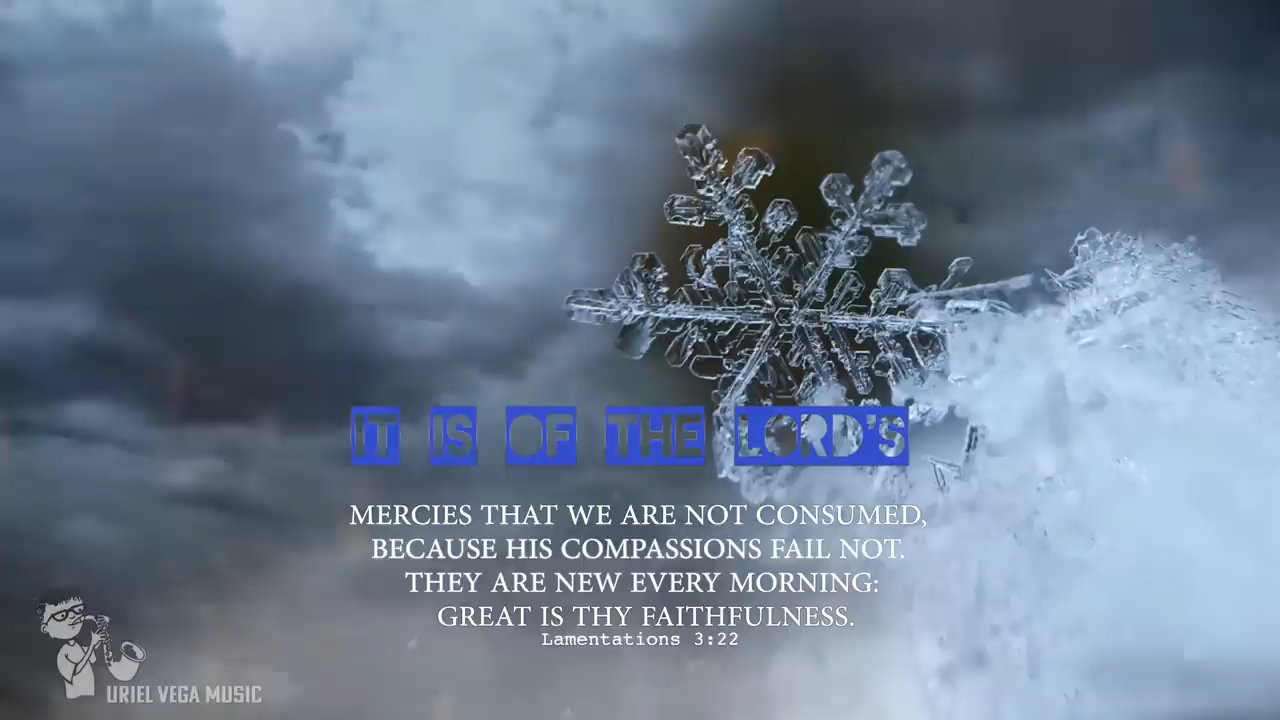 IT IS OF THE LORD'S
MERCIES THAT WE ARE NOT CONSUMED,
BECAUSE HIS COMPASSIONS FAIL NOT.
THEY ARE NEW EVERY MORNING:
GREAT IS THY FAITHFULNESS.
Lamentations 3:22
URIEL VEGA MUSIC